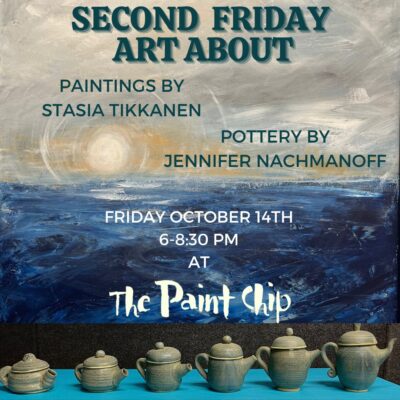 SECOND FRIDAY
ART ABOUT
PAINTINGS BY
STASIA TIKKANEN
POTTERY BY
JENNIFER NACHMANOFF
FRIDAY OCTOBER 14TH
6-8:30 PM
AT
The Paint Chip